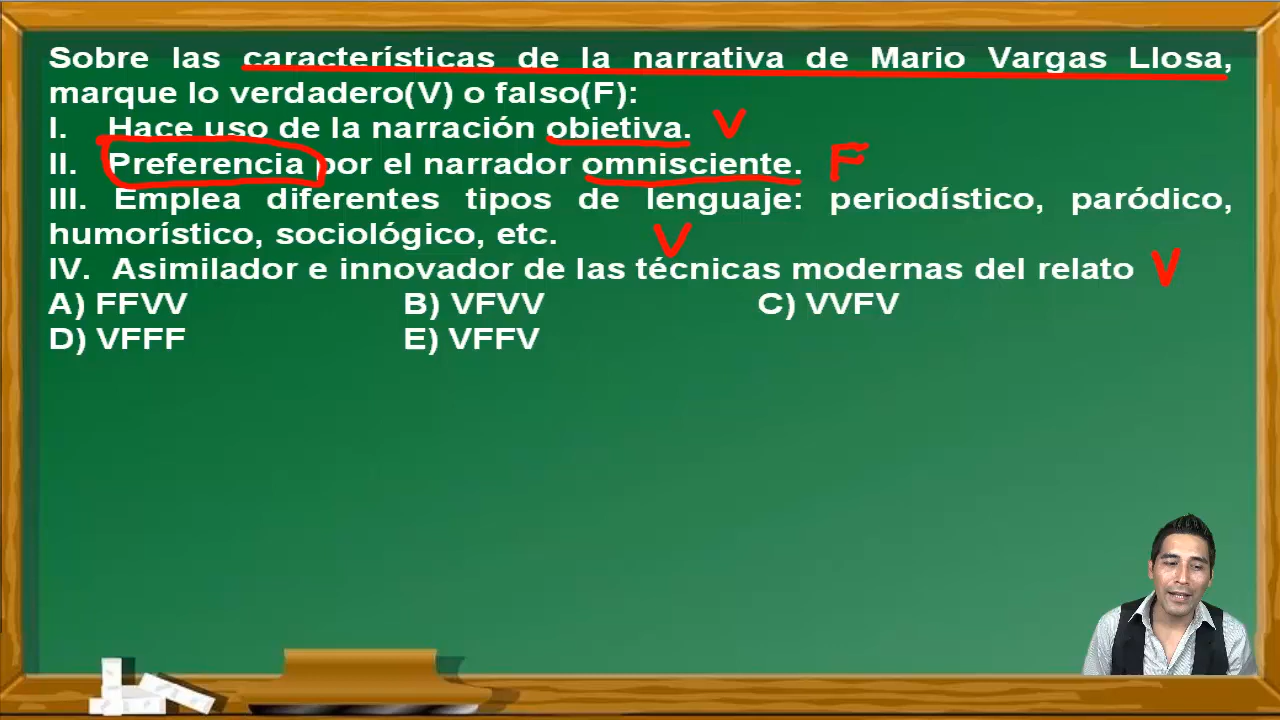 Sobre las características de la narrativa de Mario Vargas Llosa,
marque lo verdadero(V) o falso(F):
I. Hace uso de la narración objetiva. V
II. Preferencia por el narrador omnisciente. F
III. Emplea diferentes tipos de lenguaje: periodístico, paródico,
humorístico, sociológico, etc. V
IV. Asimilador e innovador de las técnicas modernas del relato V
A) FFVV B) VFVV C) VVFV
D) VFFF E) VFFV